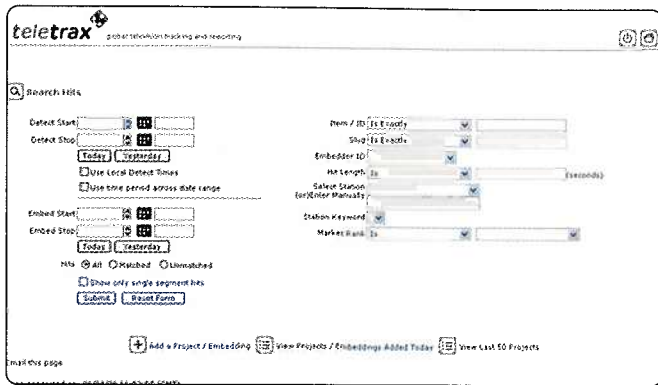 teletrax
global television tracking and reporting
Search Hits
Detect Start
Detect Stop
Today Yesterday
Use Local Detect Times
Use time period across date range
Embed Start
Embed Stop
Today Yesterday
Hits All Matched Unmatched
Show only single segment hits
Submit Reset Form
Item / ID Is Exactly
Slug Is Exactly
Embedder ID
Hit Length Is (seconds)
Select Station
(or)Enter Manually
Station Keyword
Market Rank Is
Add a Project / Embedding View Projects / Embeddings Added Today View Last 50 Projects
Email this page